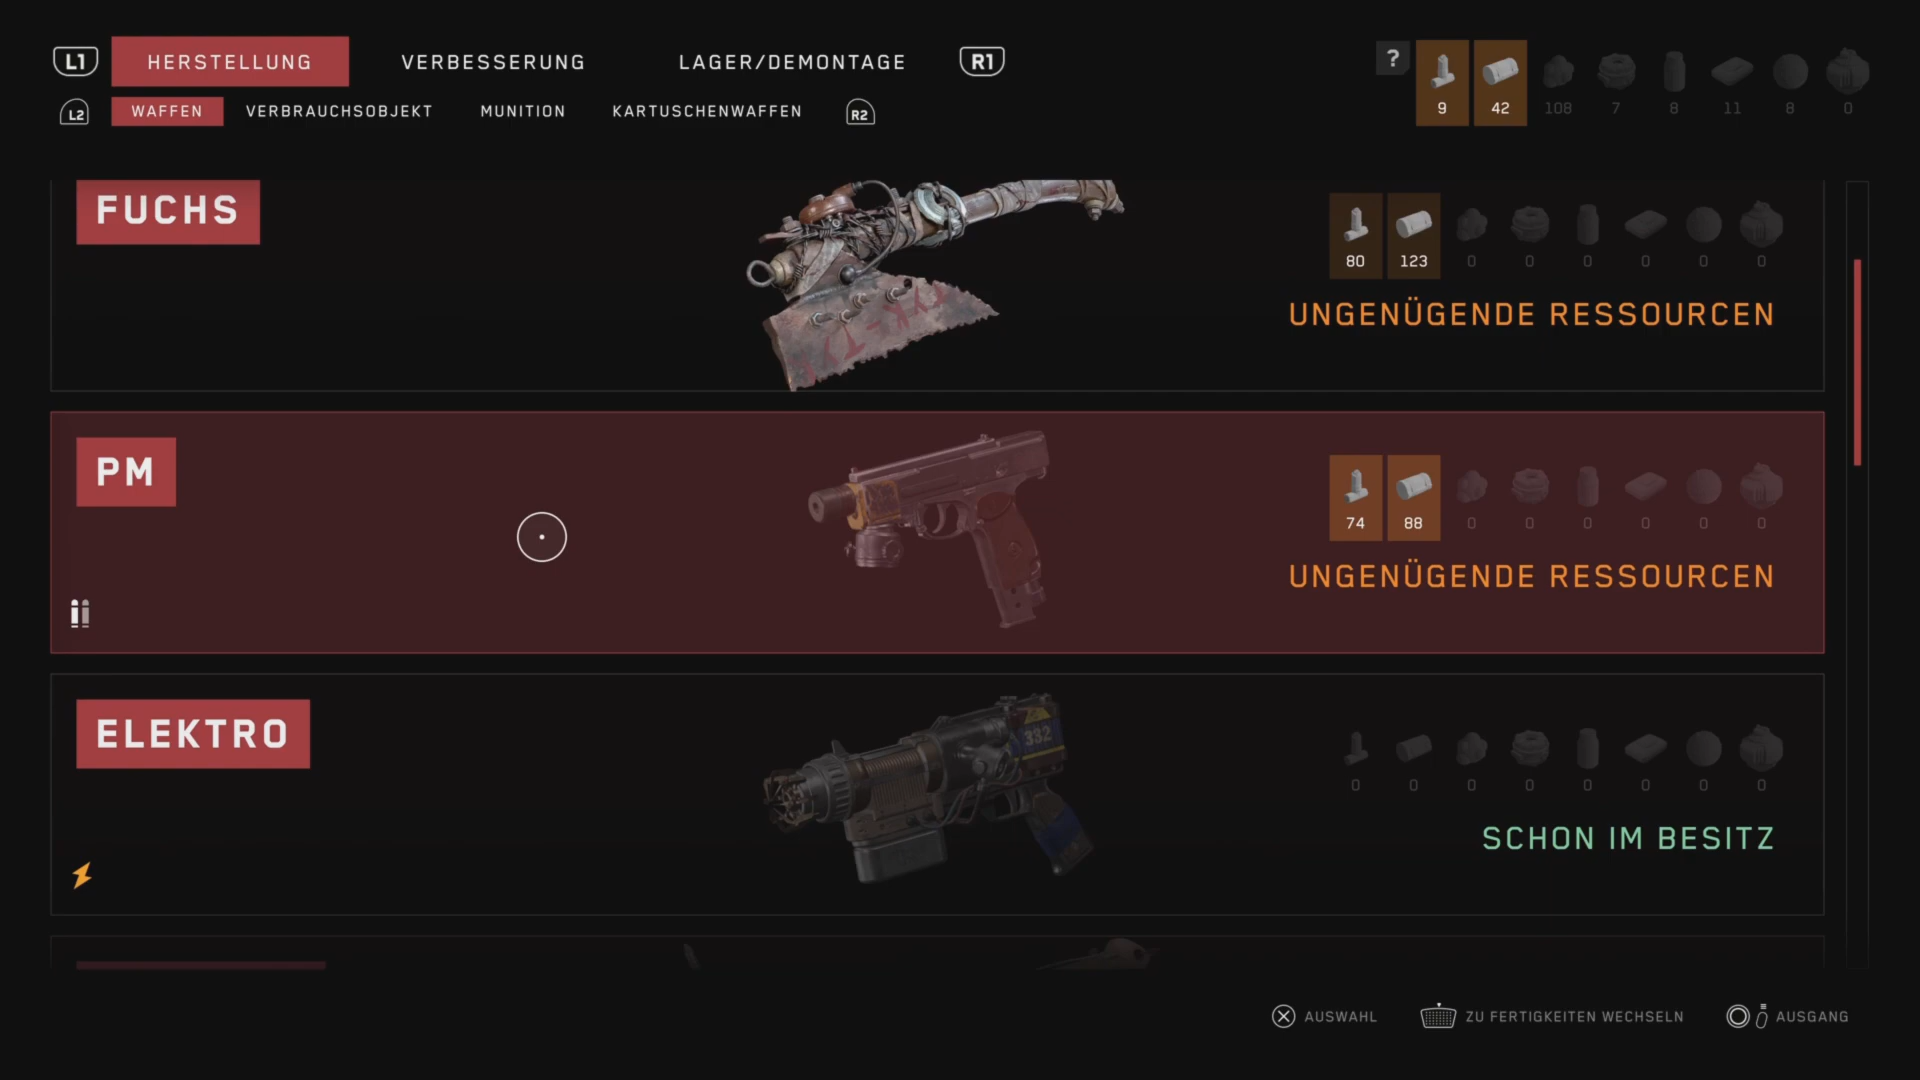 L1 HERSTELLUNG VERBESSERUNG LAGER/DEMONTAGE R1
L2 WAFFEN VERBRAUCHSOBJEKT MUNITION KARTUSCHENWAFFEN R2
?
9 42 108 7 8 11 8 0
FUCHS
80 123 0 0 0 0 0 0
UNGENÜGENDE RESSOURCEN
PM
74 88 0 0 0 0 0 0
UNGENÜGENDE RESSOURCEN
ELEKTRO
332
0 0 0 0 0 0 0 0
SCHON IM BESITZ
AUSWAHL ZU FERTIGKEITEN WECHSELN AUSGANG